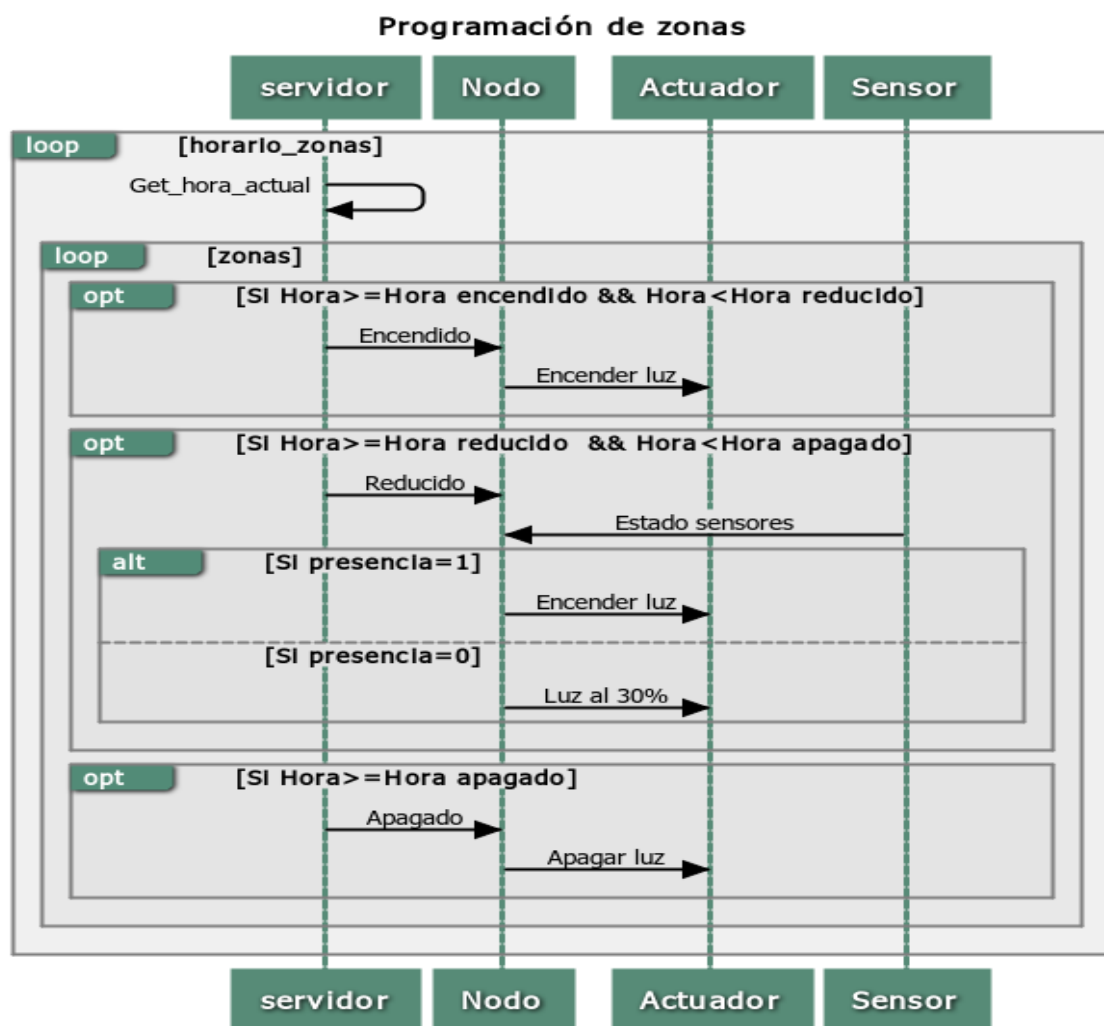 Programación de zonas
servidor Nodo Actuador Sensor
loop [horario_zonas]
Get_hora_actual
loop [zonas]
opt [Si Hora>=Hora encendido && Hora<Hora reducido]
Encendido
Encender luz
opt [Si Hora>=Hora reducido  && Hora<Hora apagado]
Reducido
Estado sensores
alt [Si presencia=1]
Encender luz
[Si presencia=0]
Luz al 30%
opt [Si Hora>=Hora apagado]
Apagado
Apagar luz
servidor Nodo Actuador Sensor